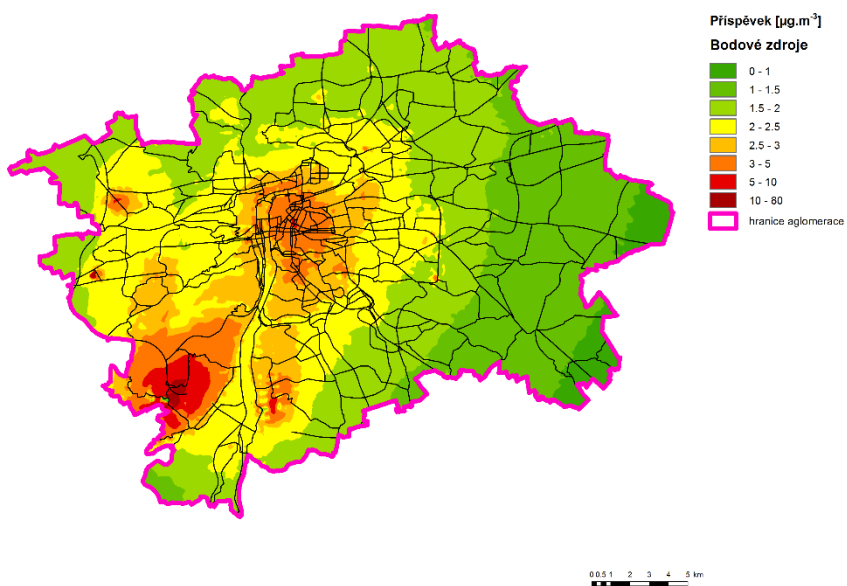 Příspěvek [µg.m-3]
Bodové zdroje
0 - 1
1 - 1.5
1.5 - 2
2 - 2.5
2.5 - 3
3 - 5
5 - 10
10 - 80
hranice aglomerace
0 0.5 1 2 3 4 5 km